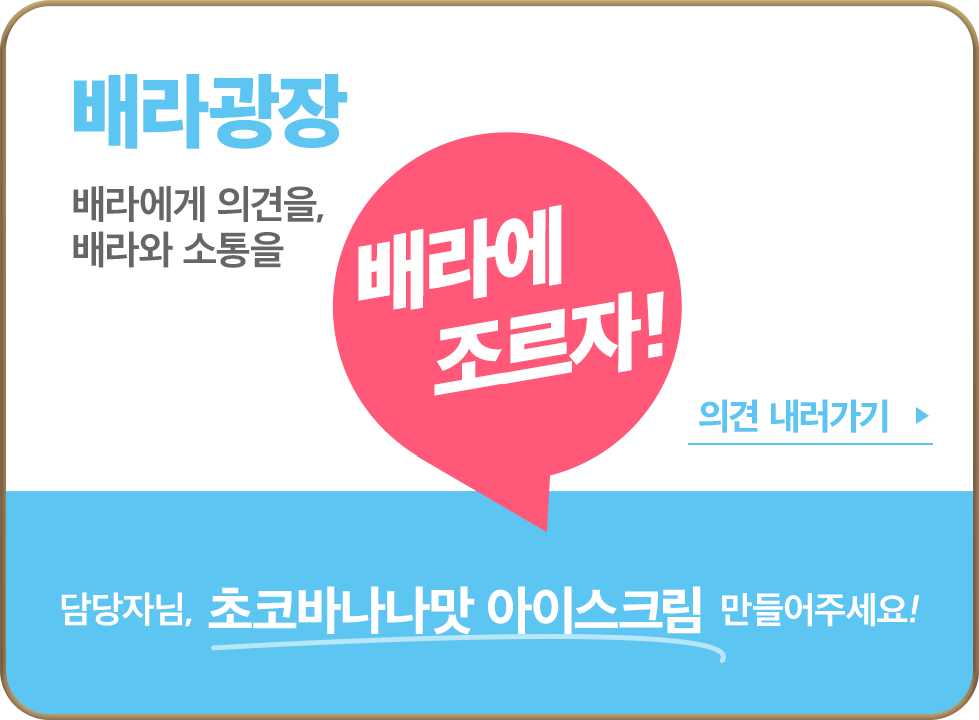 배라광장
배라에게 의견을,
배라와 소통을
배라에
조르자!
의견 내러가기
담당자님, 초코바나나맛 아이스크림 만들어주세요!